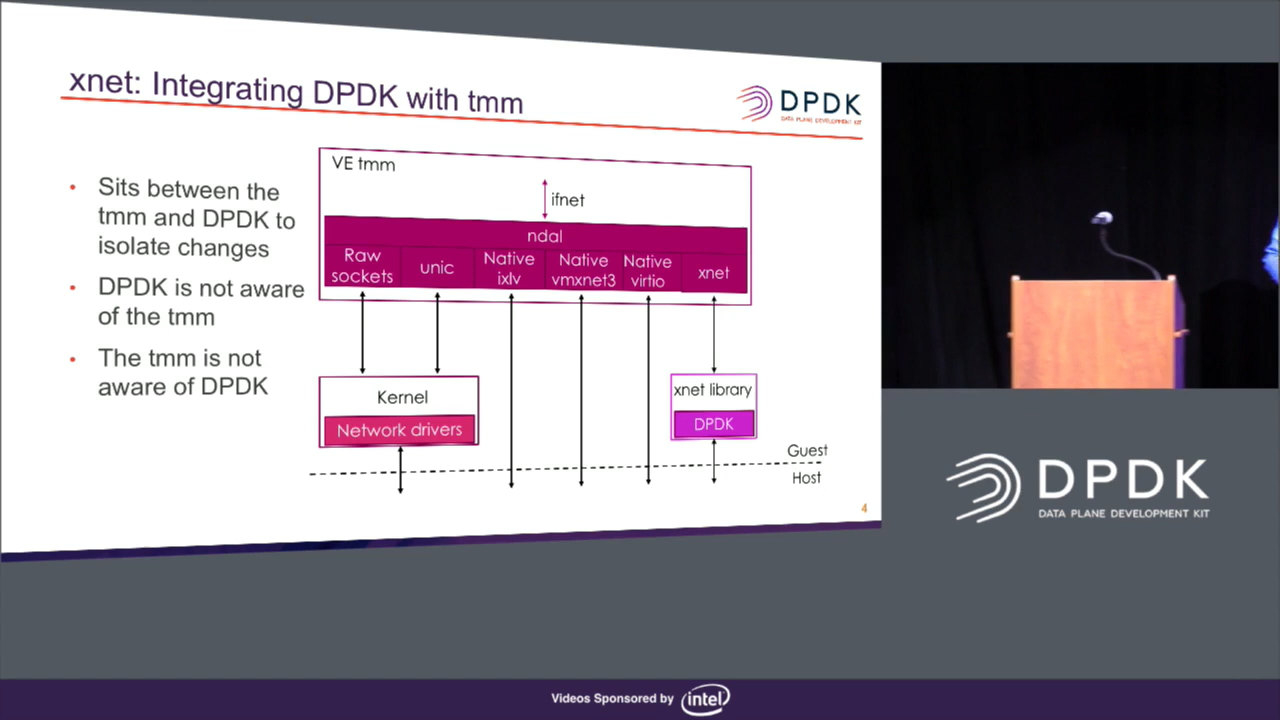 xnet: Integrating DPDK with tmm
DPDK
DATA PLANE DEVELOPMENT KIT
• Sits between the
tmm and DPDK to
isolate changes
• DPDK is not aware
of the tmm
• The tmm is not
aware of DPDK
VE tmm
ifnet
ndal
Raw
sockets
unic
Native
ixlv
Native
vmxnet3
Native
virtio
xnet
Kernel
Network drivers
xnet library
DPDK
Guest
Host
4
DPDK
DATA PLANE DEVELOPMENT KIT
Videos Sponsored by intel